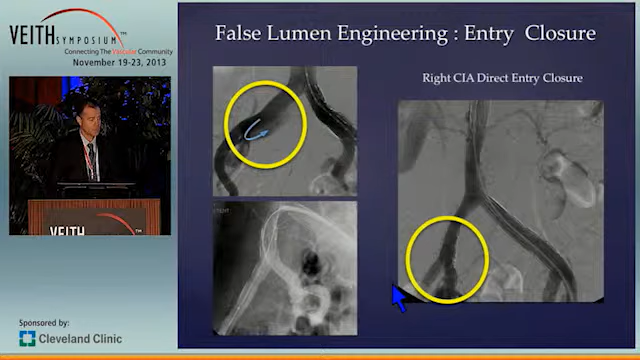 VEITHSYMPOSIUM™
Connecting The Vascular Community
November 19-23, 2013
VEITH
Sponsored by:
Cleveland Clinic
False Lumen Engineering : Entry Closure
Right CIA Direct Entry Closure